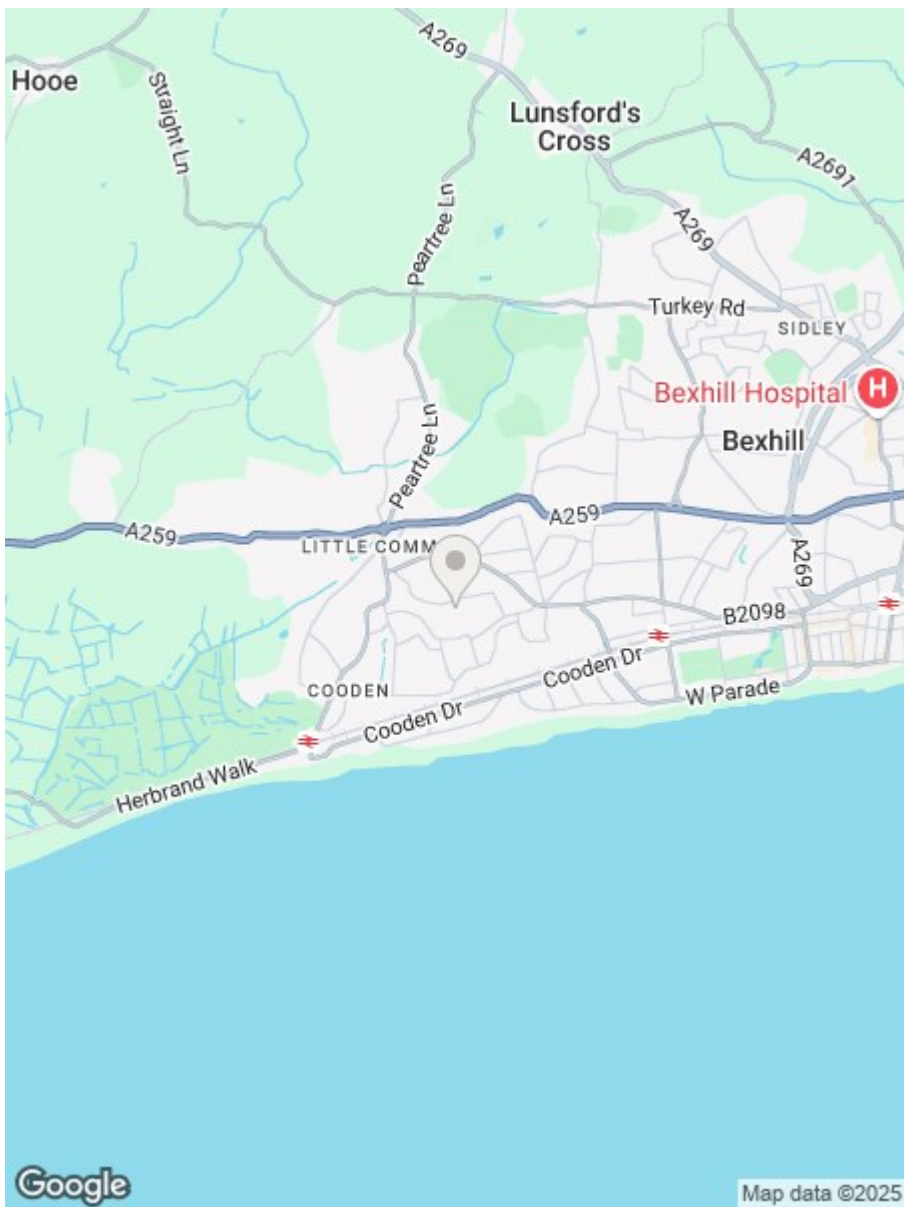 A269
Hooe
Straight Ln
Lunsford's
Cross
A2691
Peartree Ln
A269
Turkey Rd
SIDLEY
Bexhill Hospital
H
Bexhill
Peartree Ln
A259
A259
LITTLE COMM
A269
B2098
COODEN
Cooden Dr
W Parade
Cooden Dr
Herbrand Walk
Google
Map data ©2025